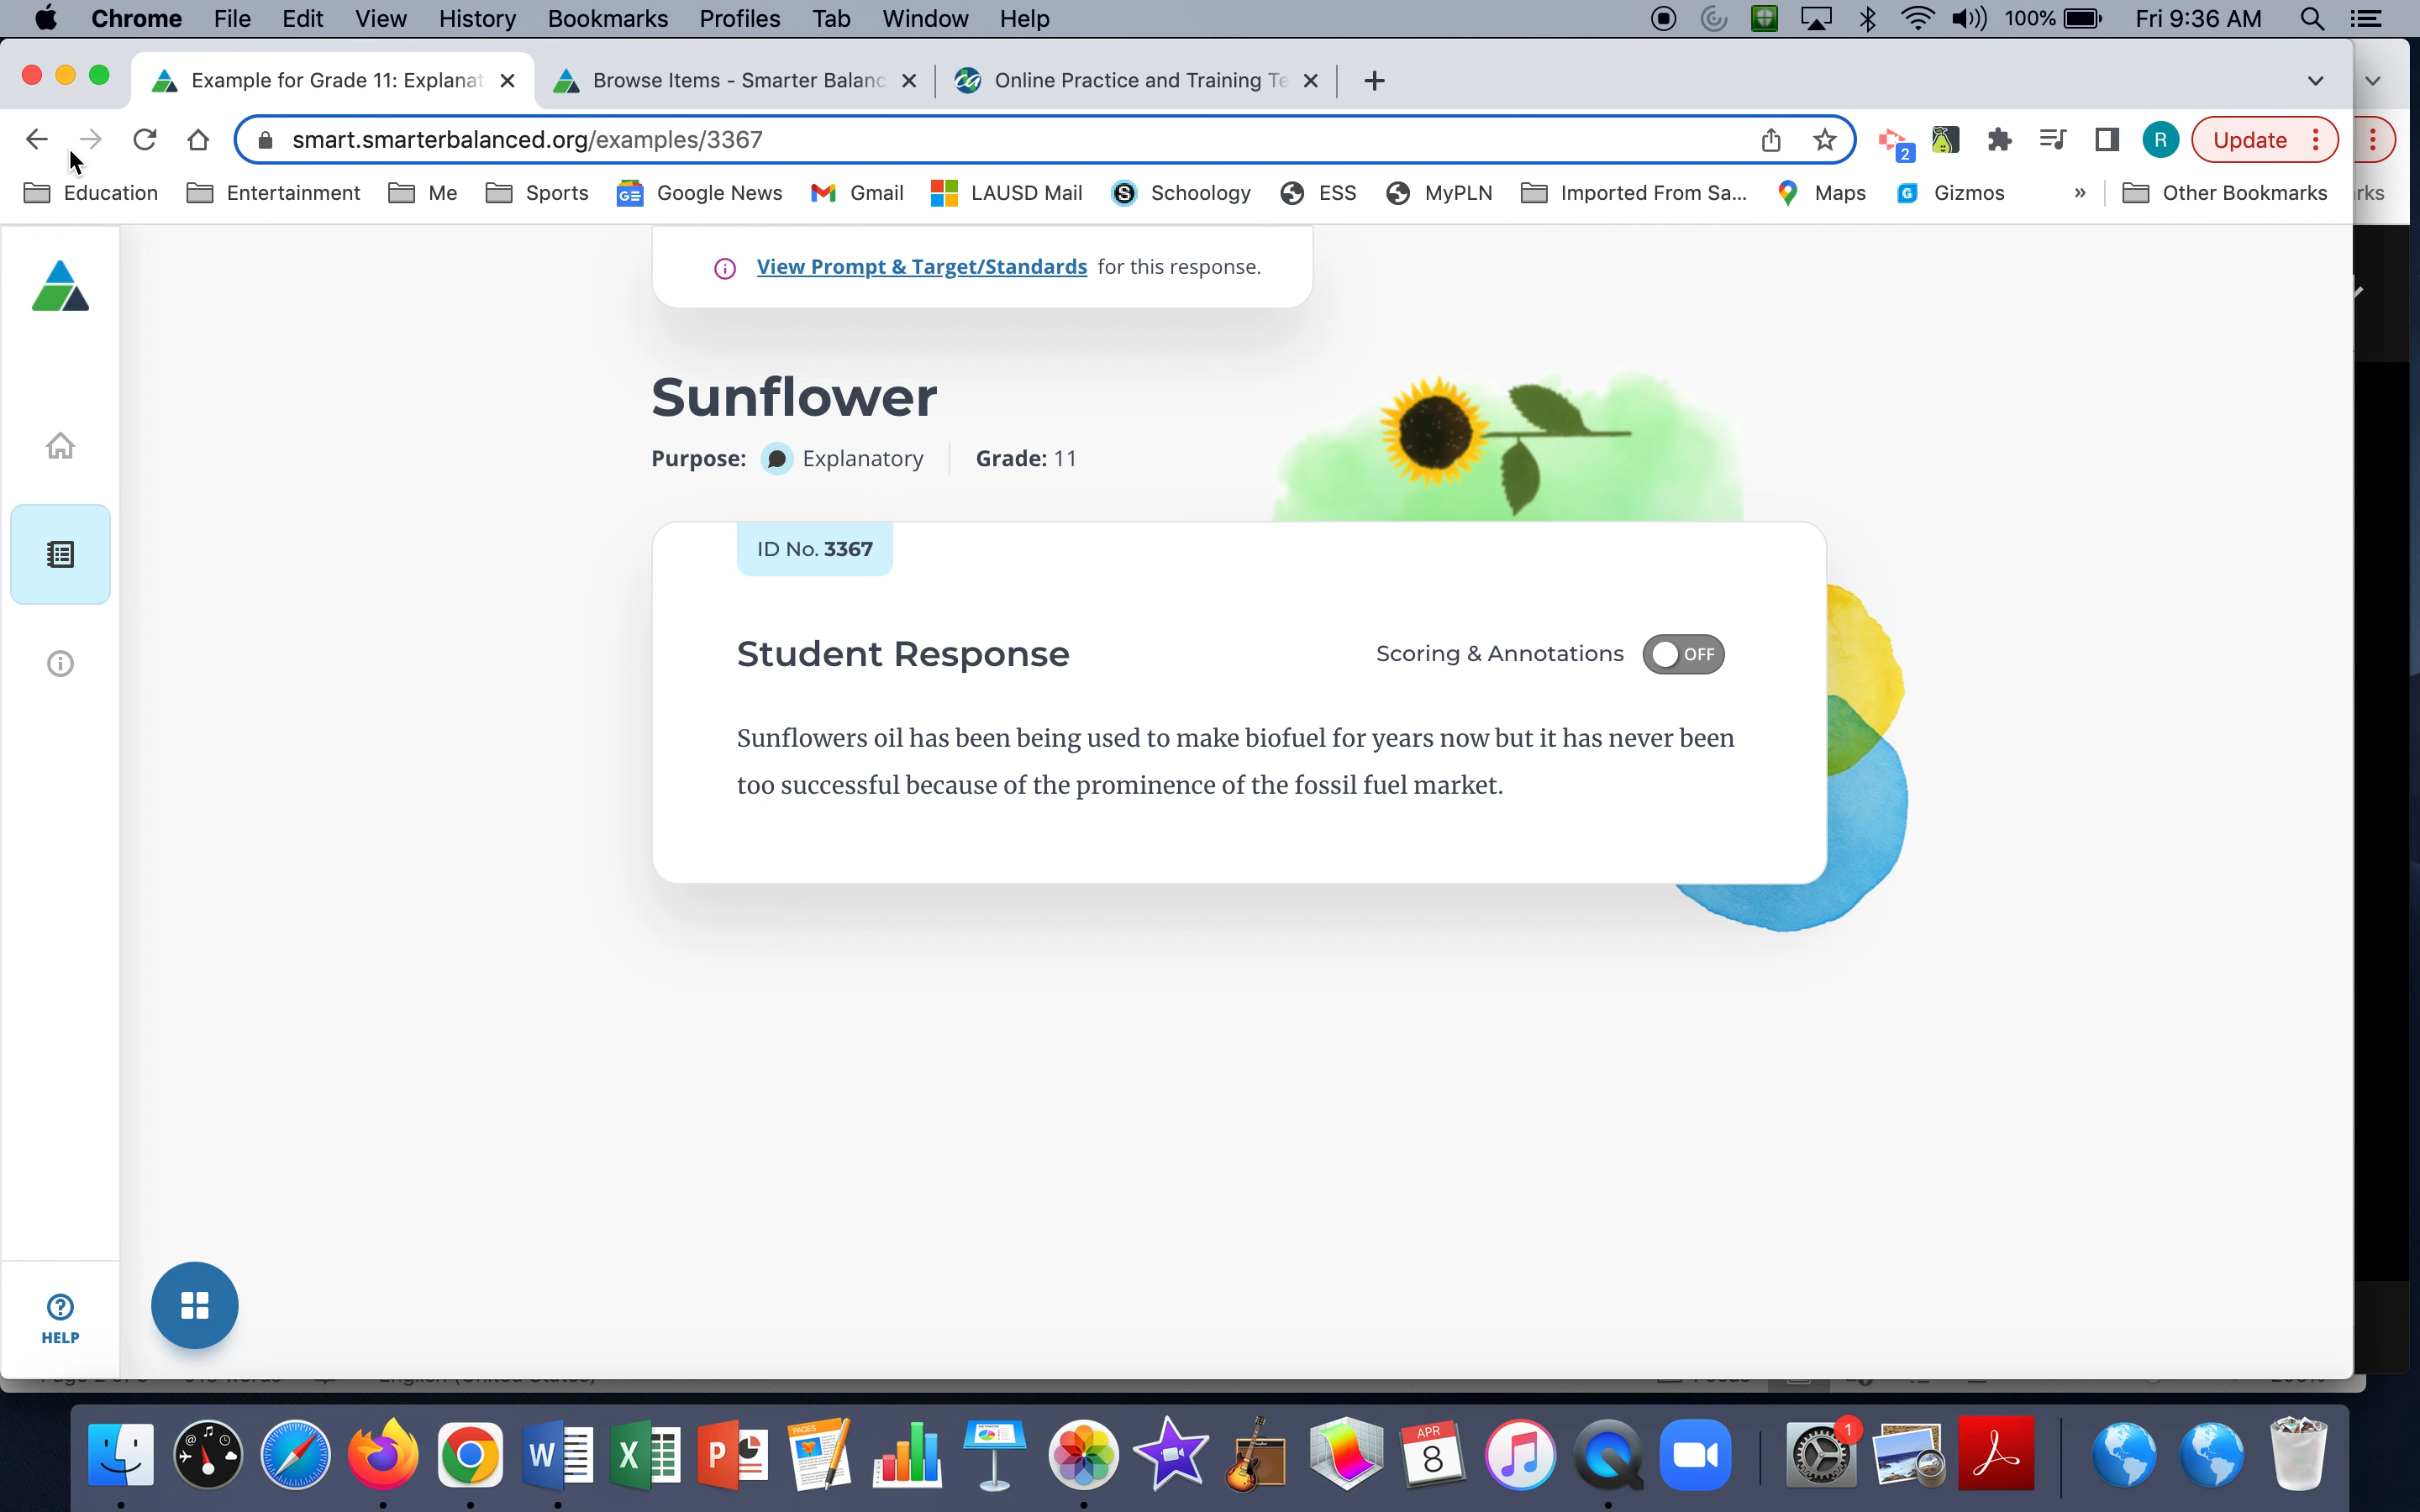 Chrome File Edit View History Bookmarks Profiles Tab Window Help 100% Fri 9:36 AM
Example for Grade 11: Explanat Browse Items - Smarter Balanc Online Practice and Training Te
smart.smarterbalanced.org/examples/3367 2 R Update
Education Entertainment Me Sports Google News Gmail LAUSD Mail Schoology ESS MyPLN Imported From Sa... Maps Gizmos » Other Bookmarks rks
View Prompt & Target/Standards for this response.
Sunflower
Purpose: Explanatory Grade: 11
ID No. 3367
Student Response Scoring & Annotations OFF
Sunflowers oil has been being used to make biofuel for years now but it has never been
too successful because of the prominence of the fossil fuel market.
HELP
PAGES
APR
8
1